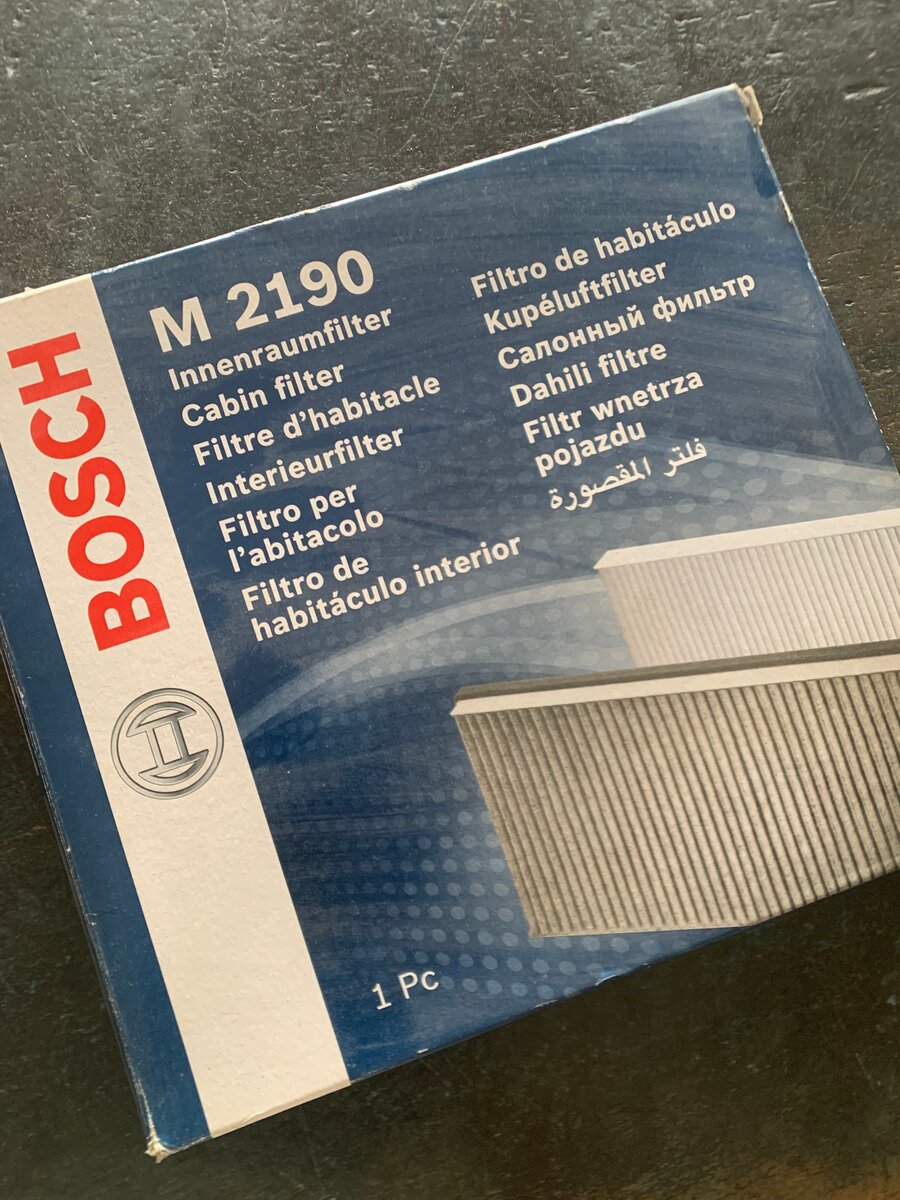 BOSCH
M 2190
Innenraumfilter
Cabin filter
Filtre d'habitacle
Interieurfilter
Filtro per
l'abitacolo
Filtro de
habitáculo interior
Filtro de habitáculo
Kupéluftfilter
Салонный фильтр
Dahili filtre
Filtr wnetrza
pojazdu
فلتر المقصورة
1 Pc